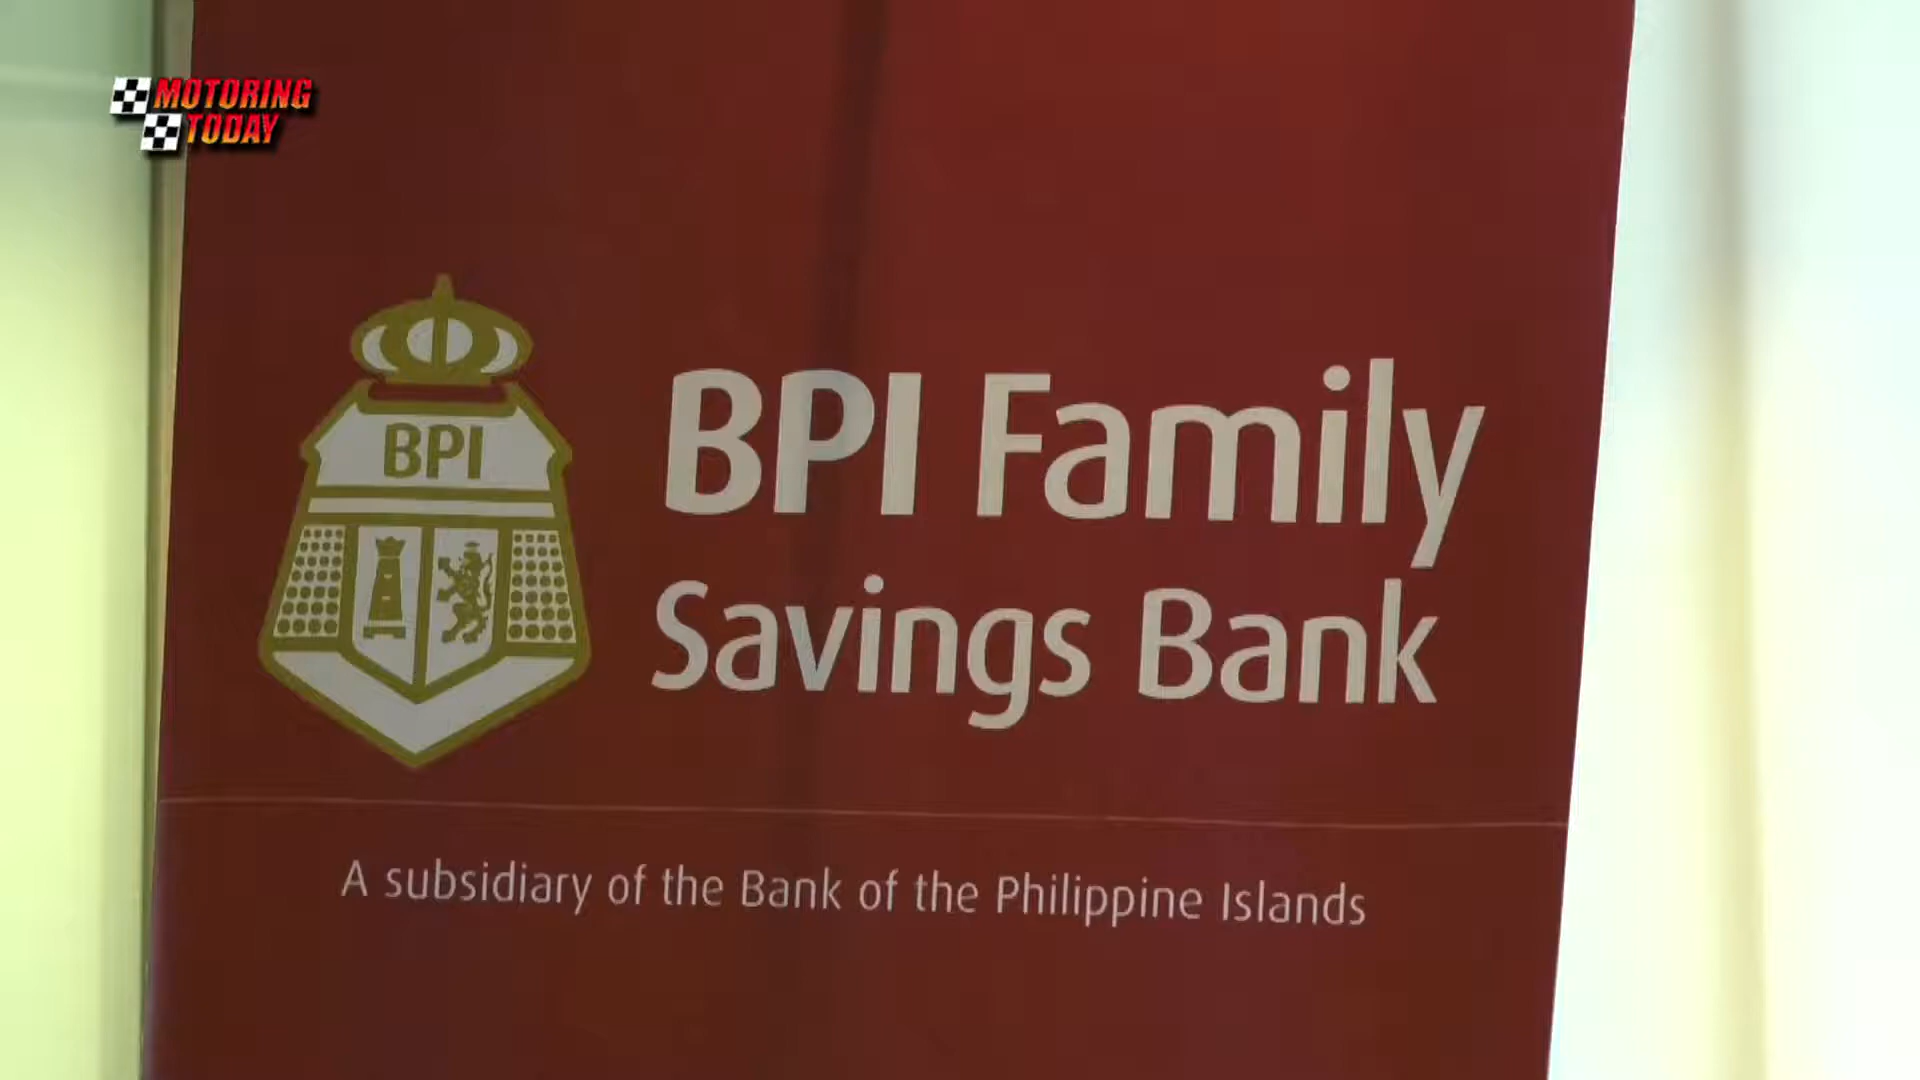 MOTORING
TODAY
BPI
BPI Family
Savings Bank
A subsidiary of the Bank of the Philippine Islands